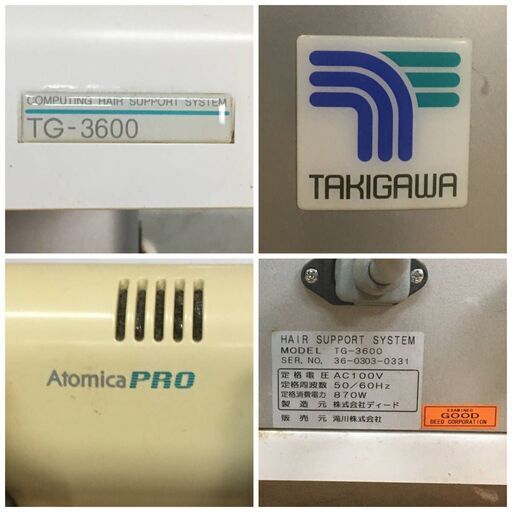 COMPUTING HAIR SUPPORT SYSTEM
TG-3600
TAKIGAWA
Atomica PRO
HAIR SUPPORT SYSTEM
MODEL TG-3600
SER. NO. 36-0303-0331
定格電圧 AC100V
定格周波数 50/60Hz
定格消費電力 870W
製造元 株式会社ディード
販売元 滝川株式会社
EXAMINED
GOOD
DEED CORPORATION